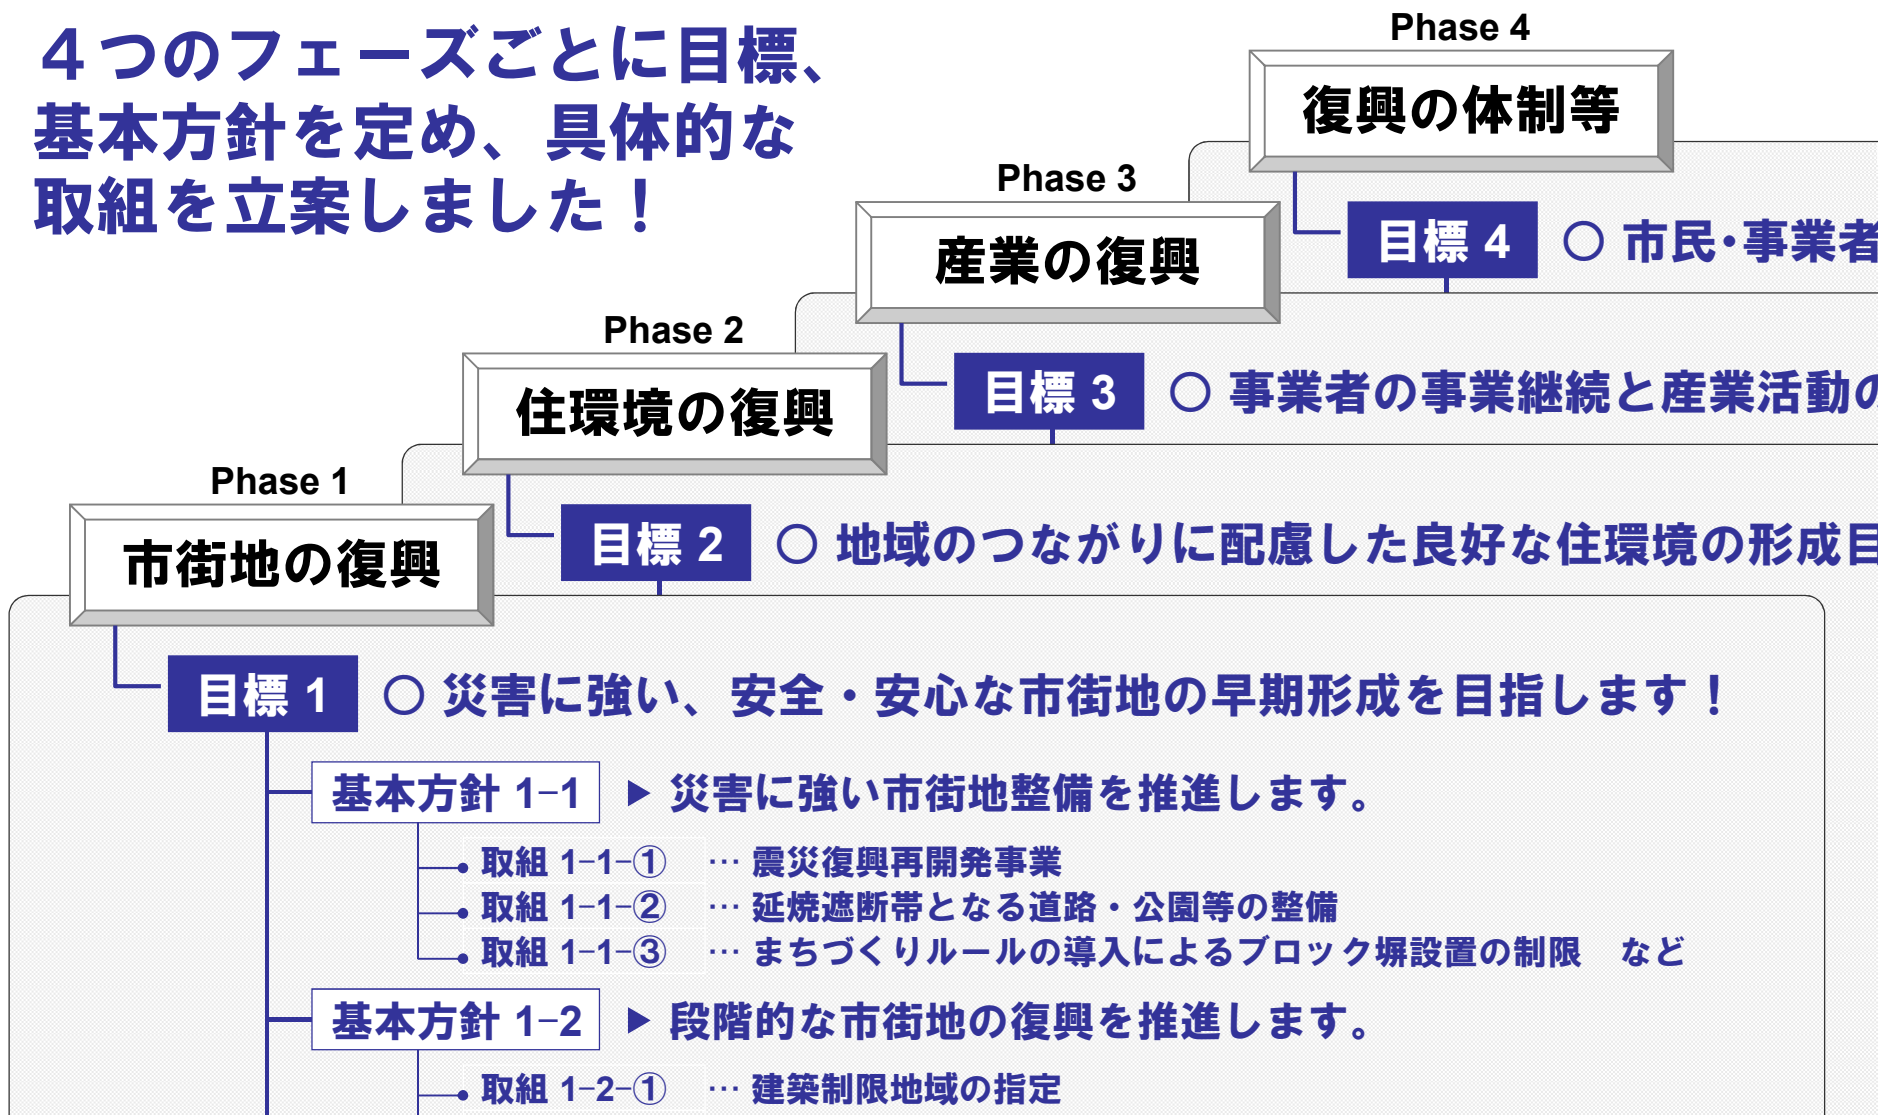 ４つのフェーズごとに目標、
基本方針を定め、具体的な
取組を立案しました！
Phase 4
復興の体制等
目標 4 ○ 市民・事業者
Phase 3
産業の復興
目標 3 ○ 事業者の事業継続と産業活動の
Phase 2
住環境の復興
目標 2 ○ 地域のつながりに配慮した良好な住環境の形成目
Phase 1
市街地の復興
目標 1 ○ 災害に強い、安全・安心な市街地の早期形成を目指します！
基本方針 1−1 ▶ 災害に強い市街地整備を推進します。
取組 1−1−① … 震災復興再開発事業
取組 1−1−② … 延焼遮断帯となる道路・公園等の整備
取組 1−1−③ … まちづくりルールの導入によるブロック塀設置の制限　など
基本方針 1−2 ▶ 段階的な市街地の復興を推進します。
取組 1−2−① … 建築制限地域の指定